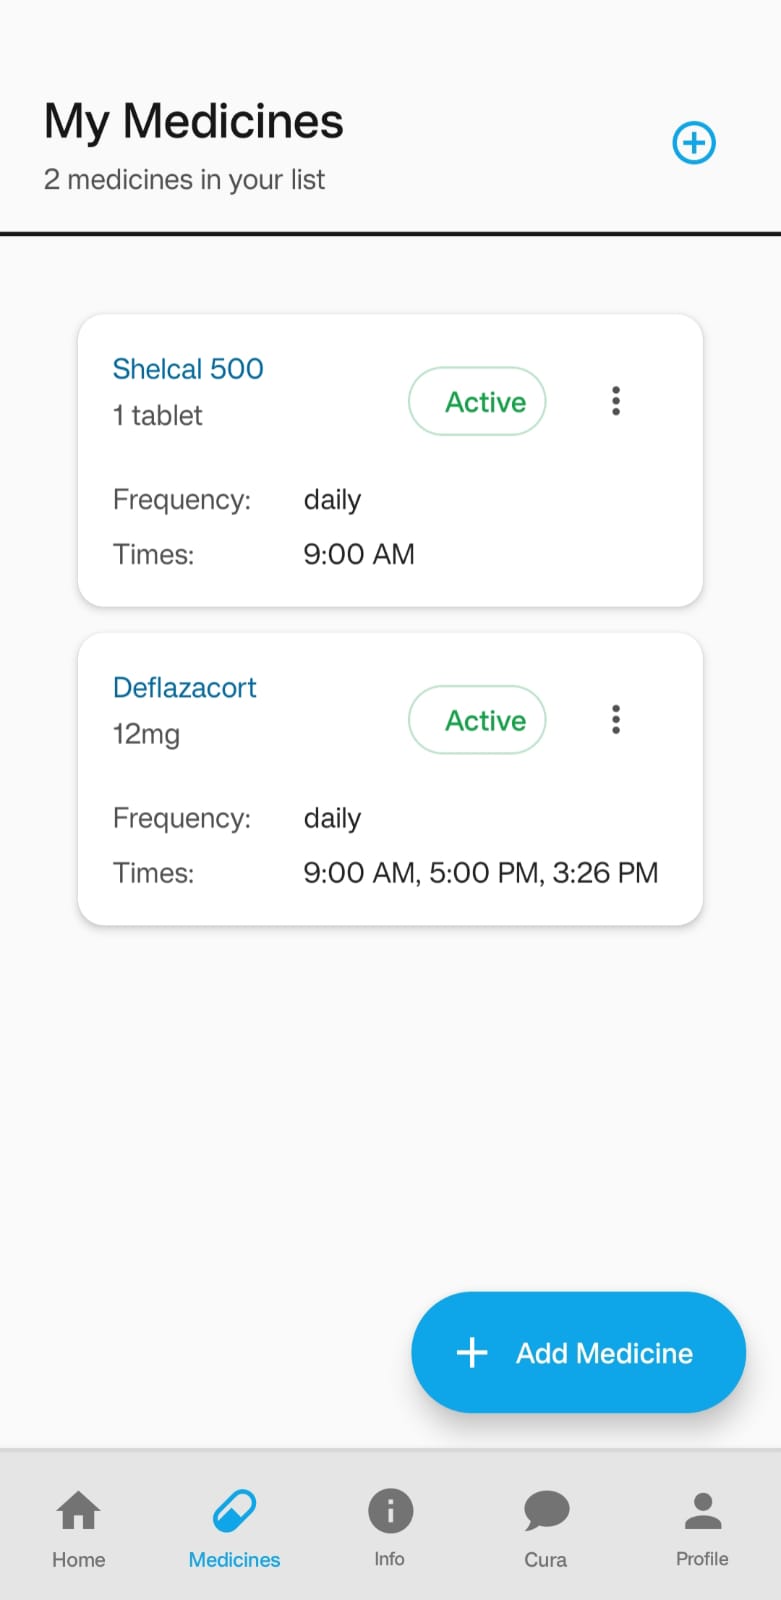 My Medicines
2 medicines in your list
Shelcal 500
1 tablet
Active
Frequency: daily
Times: 9:00 AM
Deflazacort
12mg
Active
Frequency: daily
Times: 9:00 AM, 5:00 PM, 3:26 PM
Add Medicine
Home Medicines Info Cura Profile